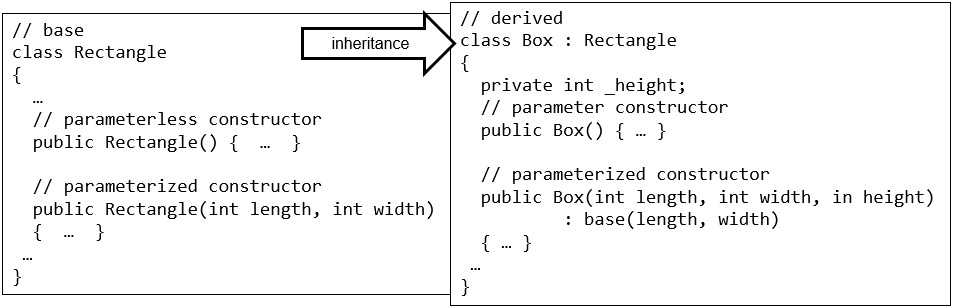 // base
class Rectangle
{
…
// parameterless constructor
public Rectangle() { … }
// parameterized constructor
public Rectangle(int length, int width)
{ … }
…
}
inheritance
// derived
class Box : Rectangle
{
private int _height;
// parameter constructor
public Box() { … }
// parameterized constructor
public Box(int length, int width, in height)
: base(length, width)
{ … }
…
}